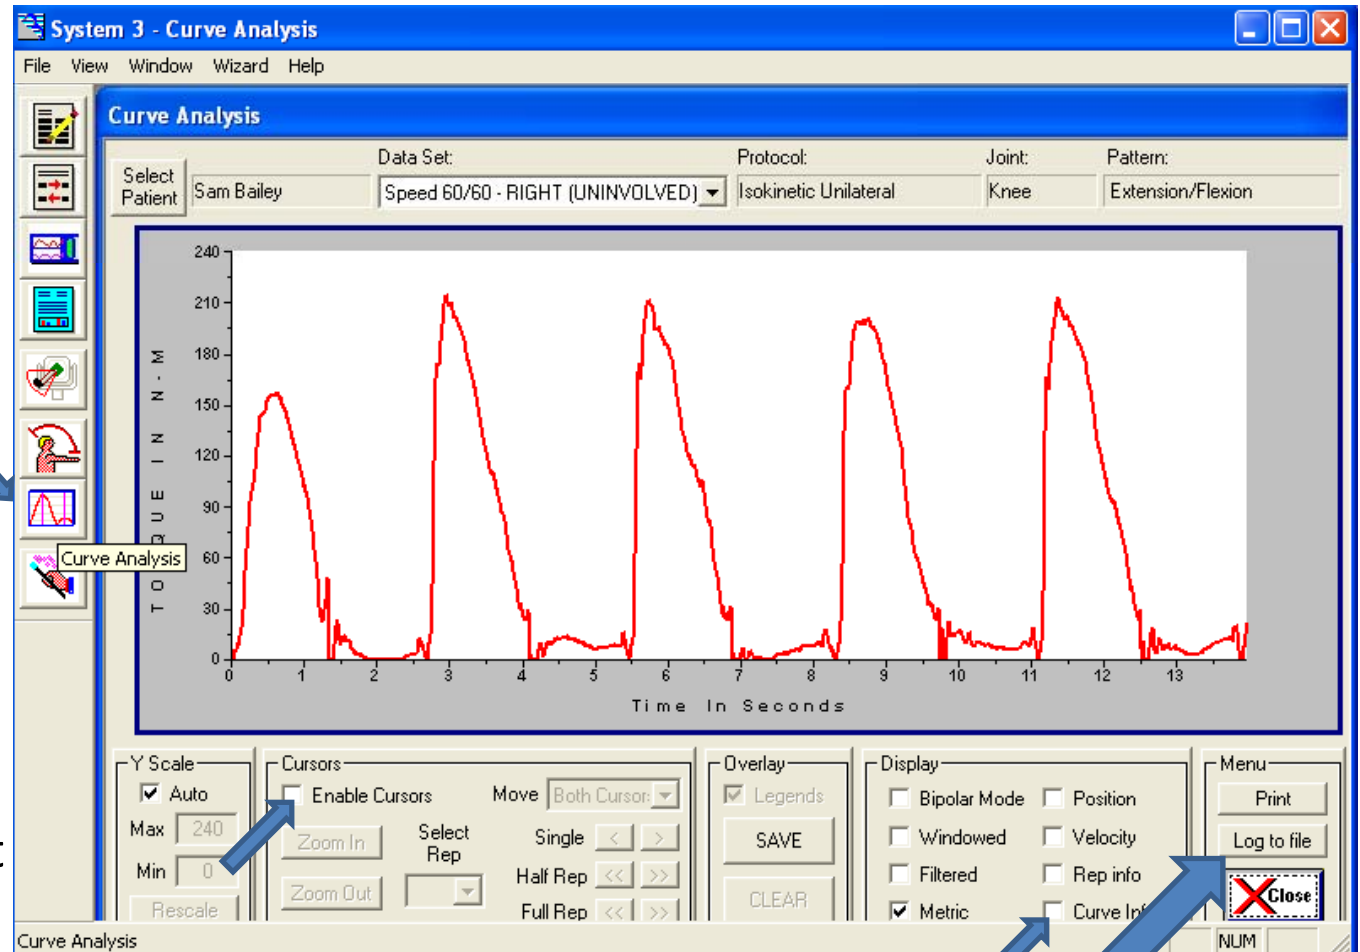 System 3 - Curve Analysis
File View Window Wizard Help
Curve Analysis
Data Set: Protocol: Joint: Pattern:
Select Patient Sam Bailey Speed 60/60 - RIGHT (UNINVOLVED) Isokinetic Unilateral Knee Extension/Flexion
240
210
180
150
120
90
60
30
0
N - M
I N
0 1 2 3 4 5 6 7 8 9 10 11 12 13
Time In Seconds
Curve Analysis
Y Scale Cursors Overlay Display Menu
Auto Enable Cursors Move Both Cursor: Legends Bipolar Mode Position Print
Max 240 Zoom In Select Rep Single < > SAVE Windowed Velocity Log to file
Min 0 Half Rep << >> Filtered Rep info
Zoom Out CLEAR Close
Rescale Full Rep << >> Metric Curve
t
Curve Analysis NUM